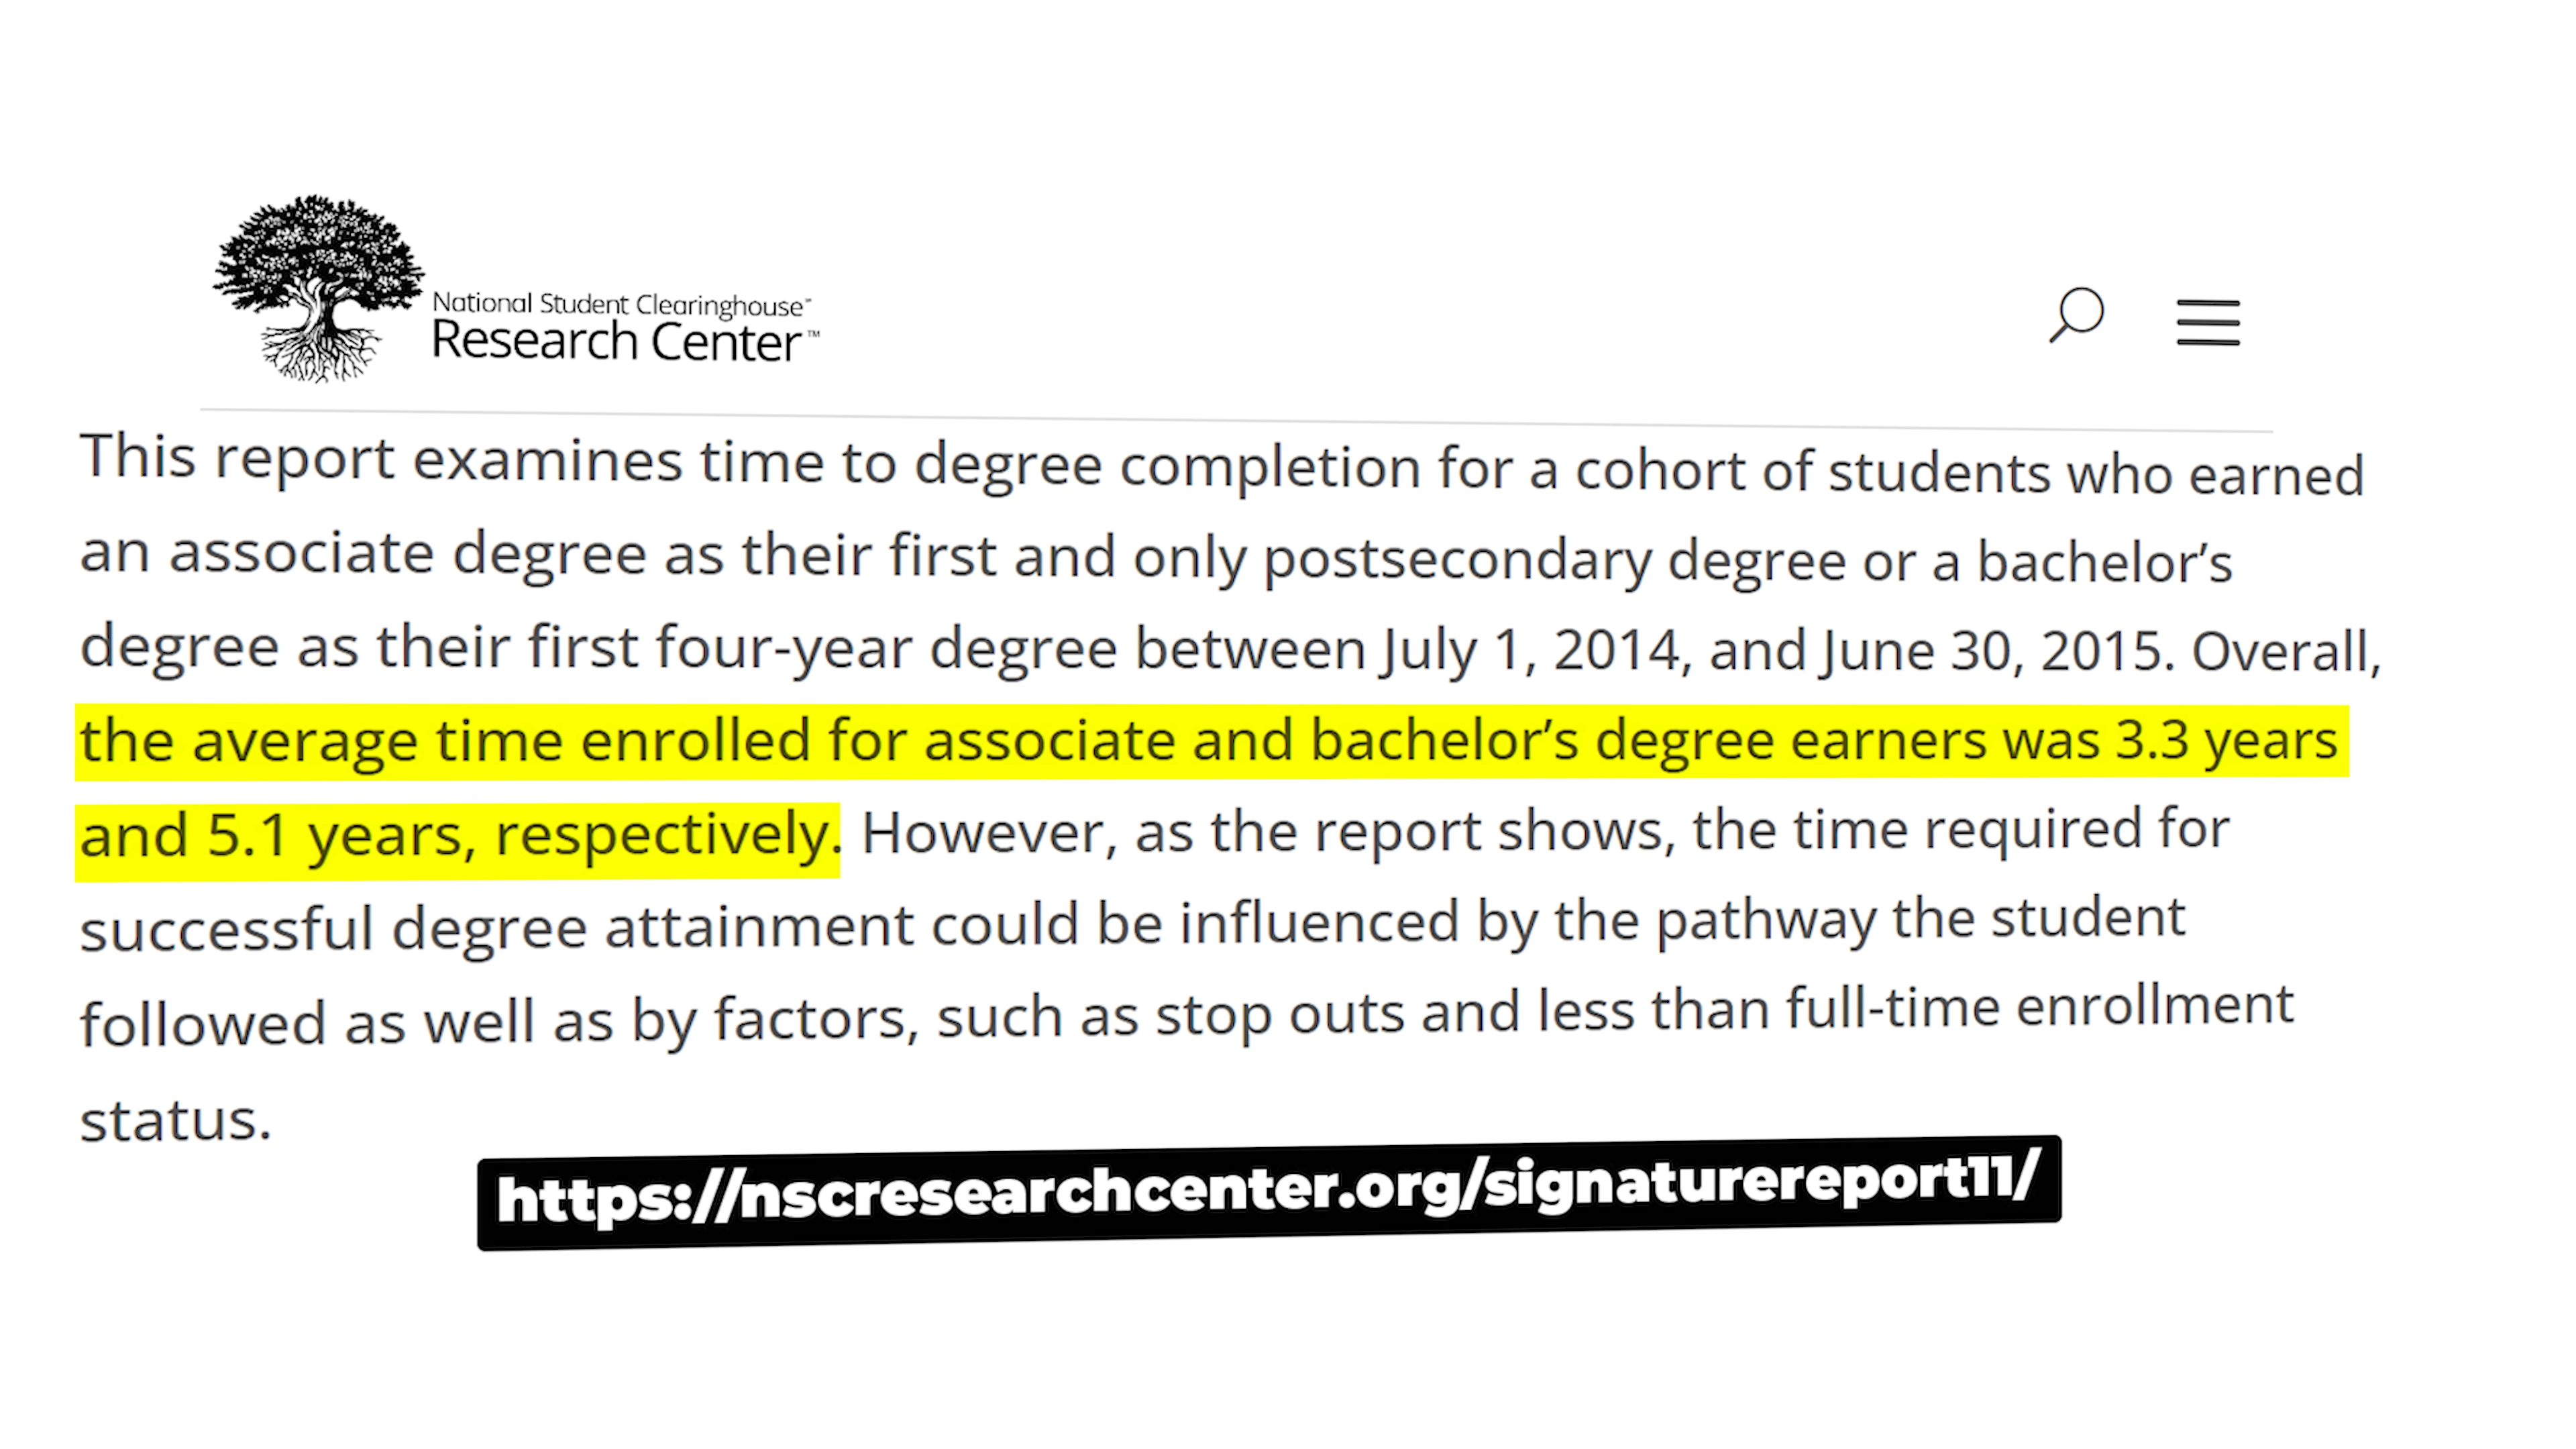 National Student Clearinghouse™
Research Center™
This report examines time to degree completion for a cohort of students who earned
an associate degree as their first and only postsecondary degree or a bachelor’s
degree as their first four-year degree between July 1, 2014, and June 30, 2015. Overall,
the average time enrolled for associate and bachelor’s degree earners was 3.3 years
and 5.1 years, respectively. However, as the report shows, the time required for
successful degree attainment could be influenced by the pathway the student
followed as well as by factors, such as stop outs and less than full-time enrollment
status.
https://nscresearchcenter.org/signaturereport11/